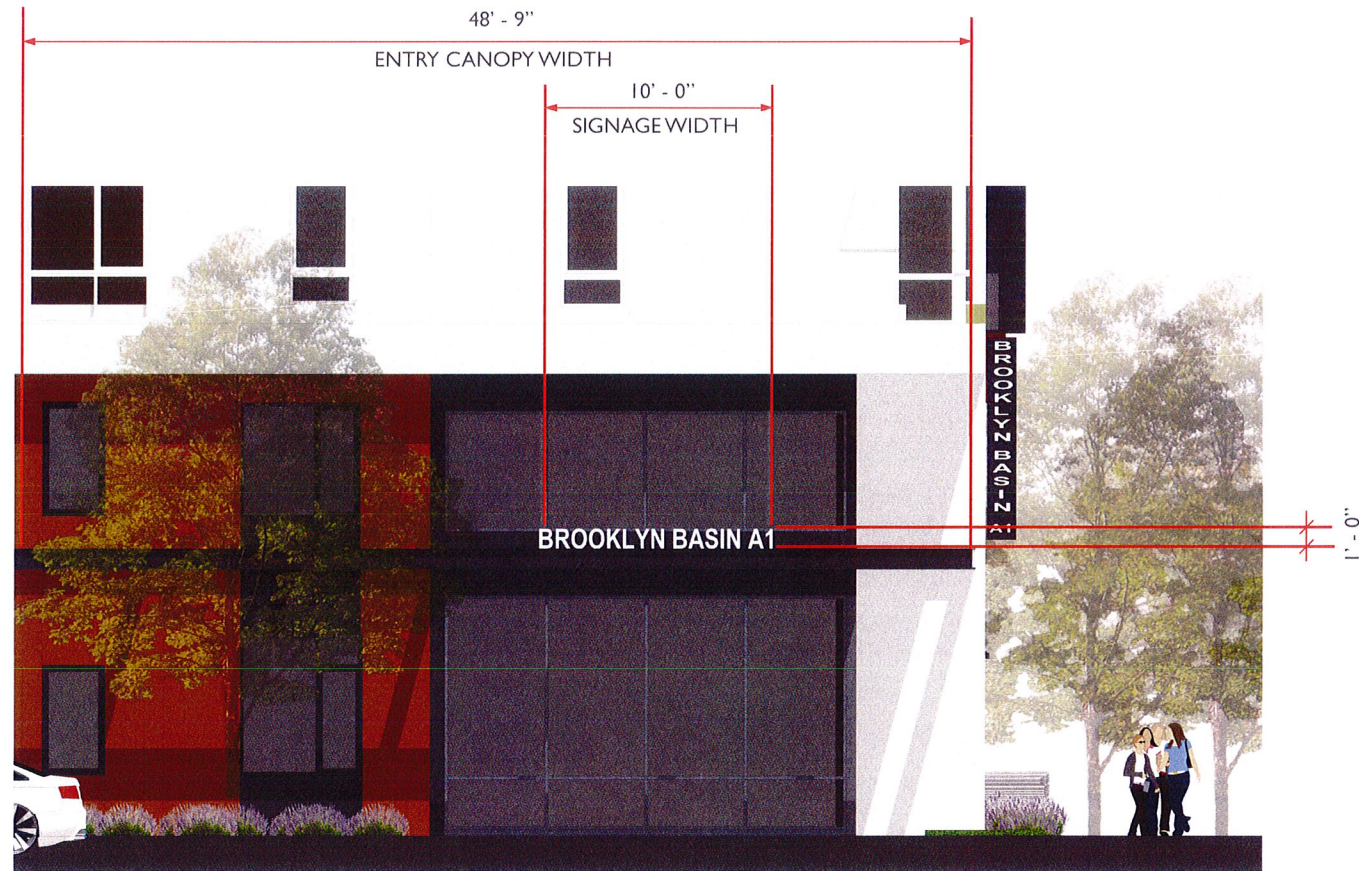 48' - 9"
ENTRY CANOPY WIDTH
10' - 0"
SIGNAGE WIDTH
BROOKLYN BASIN A1
BROOKLYN BASIN A1
1' - 0"